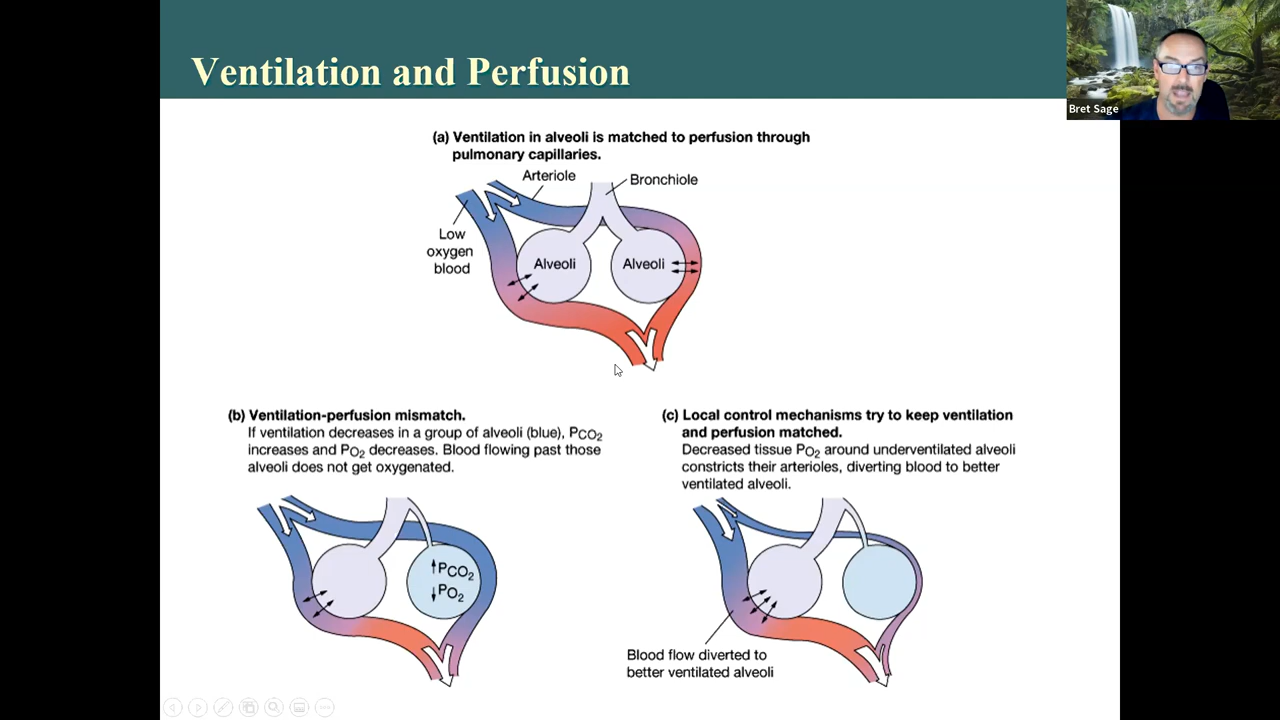 Ventilation and Perfusion
Bret Sage
(a) Ventilation in alveoli is matched to perfusion through
pulmonary capillaries.
Arteriole
Bronchiole
Low
oxygen
blood
Alveoli
Alveoli
(b) Ventilation-perfusion mismatch.
If ventilation decreases in a group of alveoli (blue), PCO2
increases and PO2 decreases. Blood flowing past those
alveoli does not get oxygenated.
↑PCO2
↓PO2
(c) Local control mechanisms try to keep ventilation
and perfusion matched.
Decreased tissue PO2 around underventilated alveoli
constricts their arterioles, diverting blood to better
ventilated alveoli.
Blood flow diverted to
better ventilated alveoli